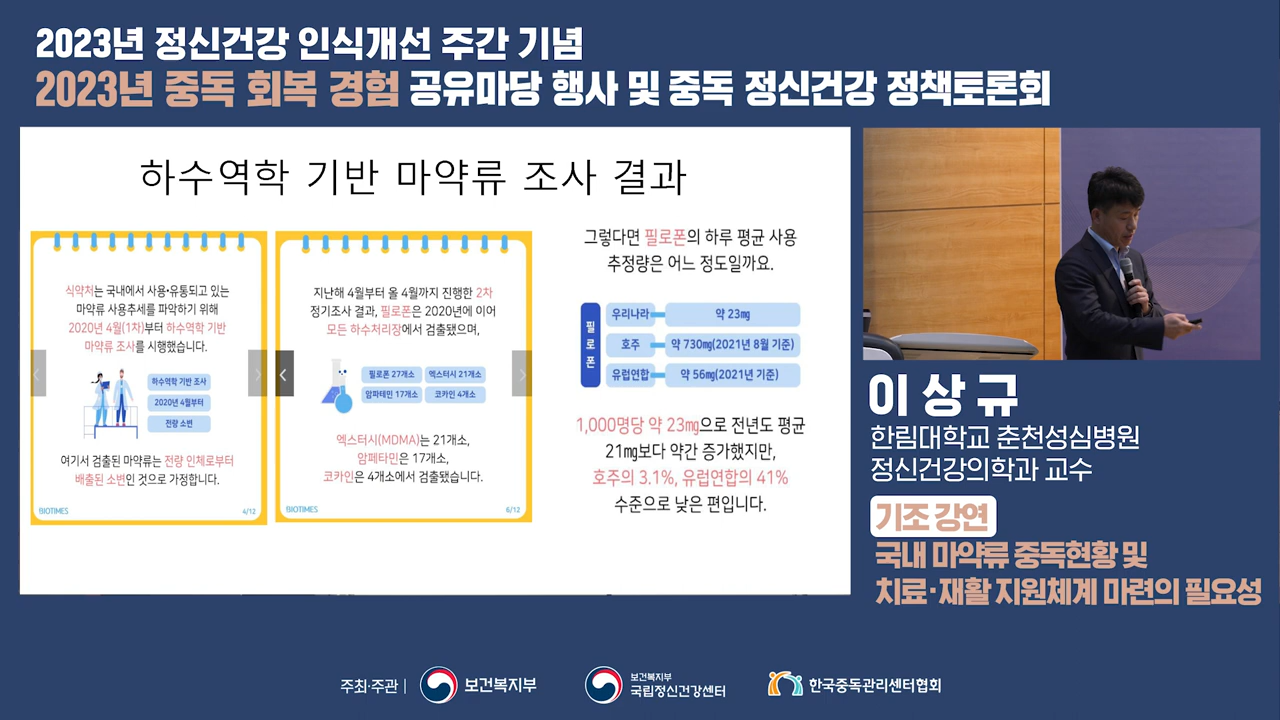 2023년 정신건강 인식개선 주간 기념
2023년 중독 회복 경험 공유마당 행사 및 중독 정신건강 정책토론회
하수역학 기반 마약류 조사 결과
식약처는 국내에서 사용·유통되고 있는
마약류 사용추세를 파악하기 위해
2020년 4월(1차)부터 하수역학 기반
마약류 조사를 시행했습니다.
하수역학 기반 조사
2020년 4월부터
전량 소변
여기서 검출된 마약류는 전량 인체로부터
배출된 소변인 것으로 가정합니다.
BIOTIMES
4/12
지난해 4월부터 올 4월까지 진행한 2차
정기조사 결과, 필로폰은 2020년에 이어
모든 하수처리장에서 검출됐으며,
필로폰 27개소
엑스터시 21개소
암파테민 17개소
코카인 4개소
엑스터시(MDMA)는 21개소,
암페타민은 17개소,
코카인은 4개소에서 검출됐습니다.
BIOTIMES
6/12
그렇다면 필로폰의 하루 평균 사용
추정량은 어느 정도일까요.
필로폰
우리나라
약 23㎎
호주
약 730㎎(2021년 8월 기준)
유럽연합
약 56㎎(2021년 기준)
1,000명당 약 23㎎으로 전년도 평균
21㎎보다 약간 증가했지만,
호주의 3.1%, 유럽연합의 41%
수준으로 낮은 편입니다.
이상규
한림대학교 춘천성심병원
정신건강의학과 교수
기조 강연
국내 마약류 중독현황 및
치료·재활 지원체계 마련의 필요성
주최·주관 |
보건복지부
보건복지부
국립정신건강센터
한국중독관리센터협회